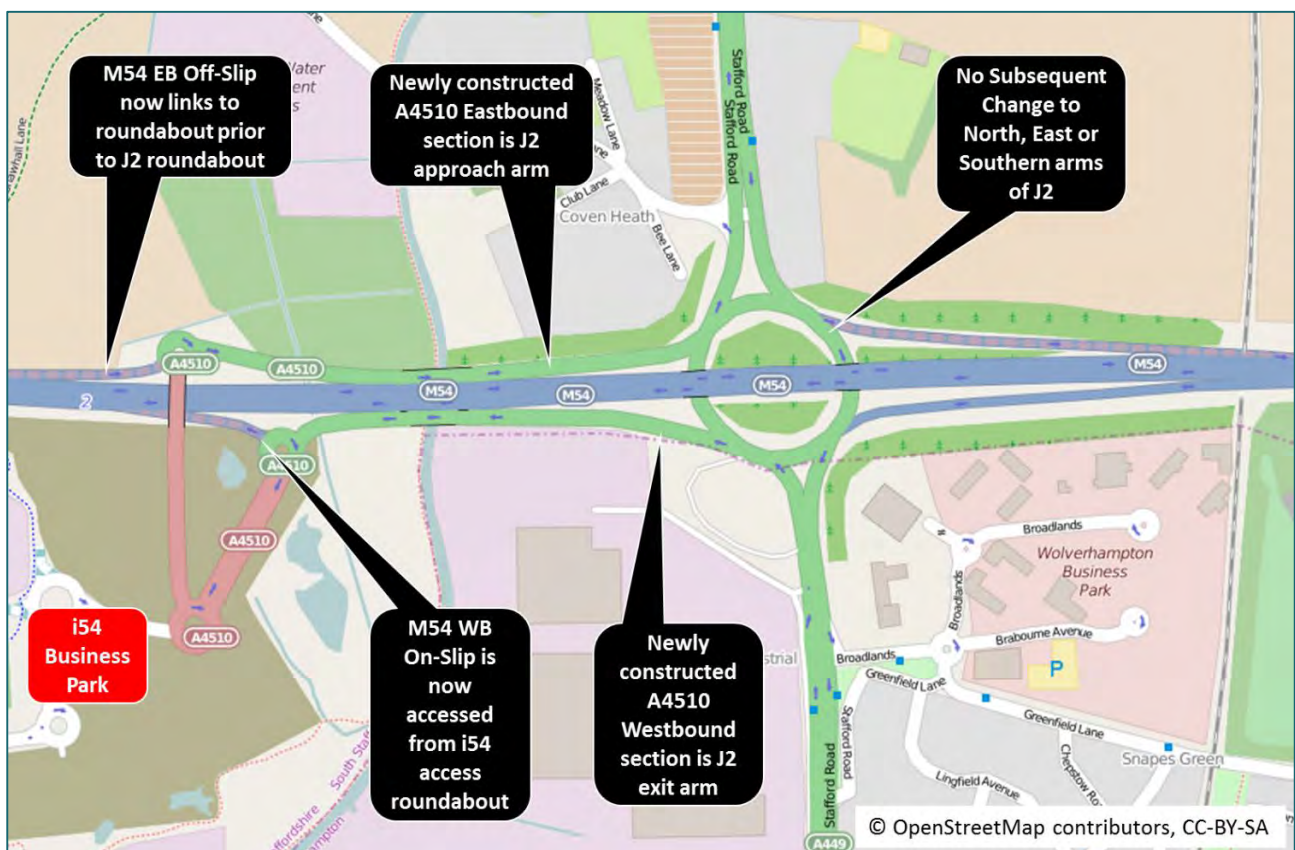 M54 EB Off-Slip
now links to
roundabout prior
to J2 roundabout
Newly constructed
A4510 Eastbound
section is J2
approach arm
No Subsequent
Change to
North, East or
Southern arms
of J2
Water
Stafford Road
Stafford Road
Meadow Lane
Lane
Club Lane
Coven Heath
Bee Lane
A4510
A4510
M54
M54
M54
M54
2
A4510
A4510
A4510
i54
Business
Park
M54 WB
On-Slip is
now
accessed
from i54
access
roundabout
Newly
constructed
A4510
Westbound
section is J2
exit arm
Broadlands
Wolverhampton
Business
Park
Broadlands
Brabourne Avenue
P
Broadlands
Greenfield Lane
Greenfield Lane
Stafford Road
Stafford Road
Snapes Green
Lingfield Avenue
A449
South
© OpenStreetMap contributors, CC-BY-SA